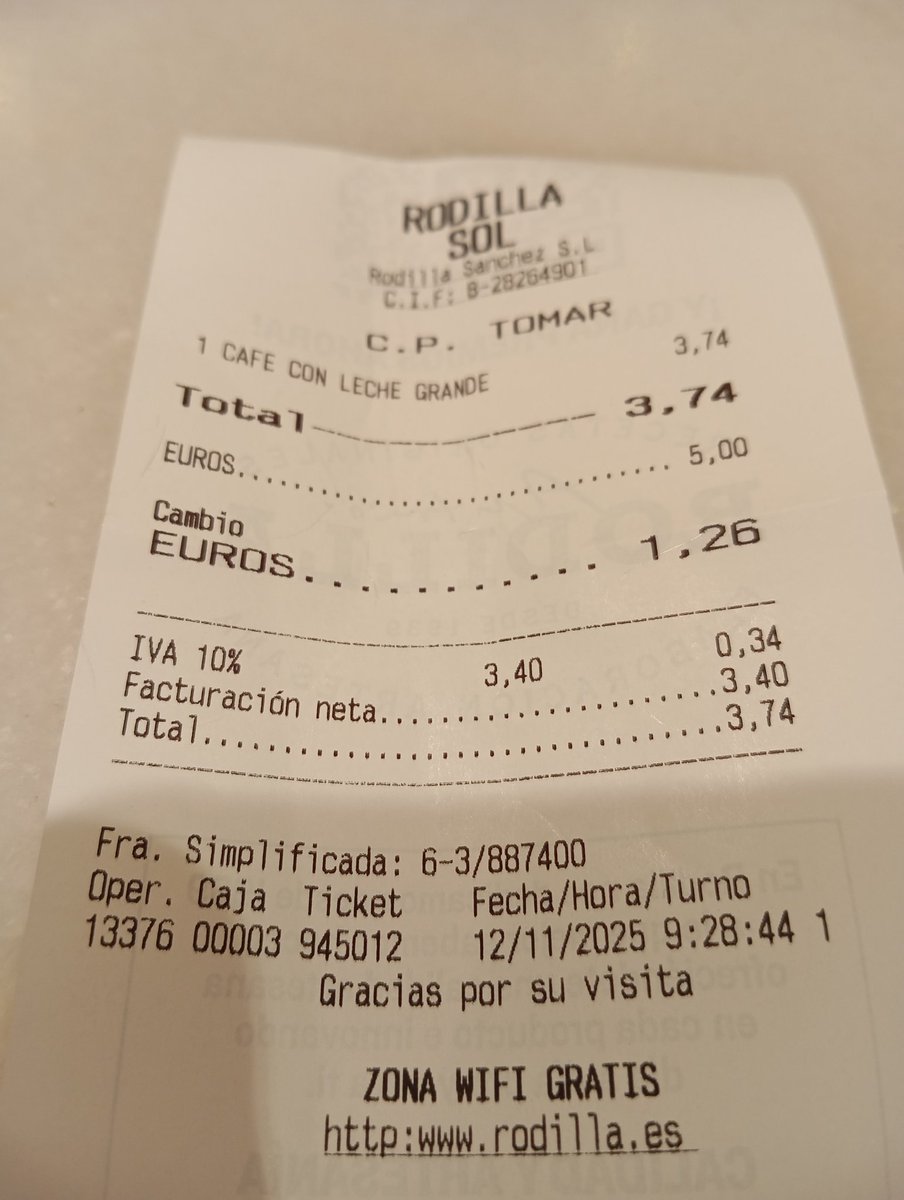 RODILLA
SOL
Rodilla Sanchez S.L
C.I.F: B-28264901
C.P. TOMAR
1 CAFE CON LECHE GRANDE 3,74
Total 3,74
EUROS........................................ 5,00
Cambio
EUROS........... 1,26
IVA 10% 3,40 0,34
Facturación neta....................3,40
Total...............................3,74
Fra. Simplificada: 6-3/887400
Oper. Caja Ticket Fecha/Hora/Turno
13376 00003 945012 12/11/2025 9:28:44 1
Gracias por su visita
ZONA WIFI GRATIS
http:www.rodilla.es